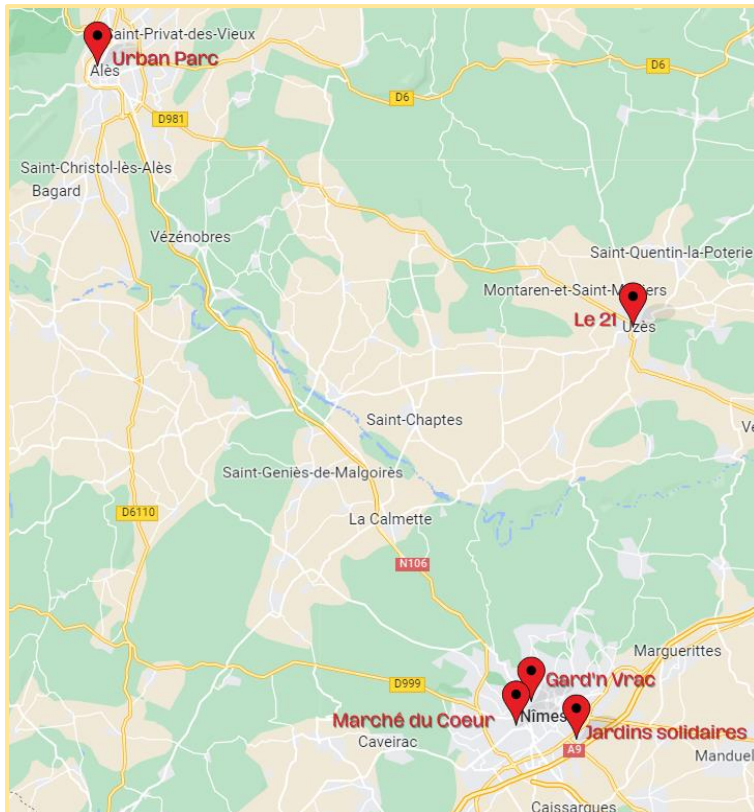 Saint-Privat-des-Vieux
Urban Parc
Alès
D6
D6
D981
Saint-Christol-lès-Alès
Bagard
Vézénobres
Saint-Quentin-la-Poterie
Montaren-et-Saint-M
iers
Le 21
Uzès
Saint-Chaptes
Saint-Geniès-de-Malgoirès
D6110
La Calmette
N106
Marguerittes
Gard'n Vrac
D999
Marché du Coeur
Nîmes
Jardins solidaires
Caveirac
A9
Manduel
Caissargues